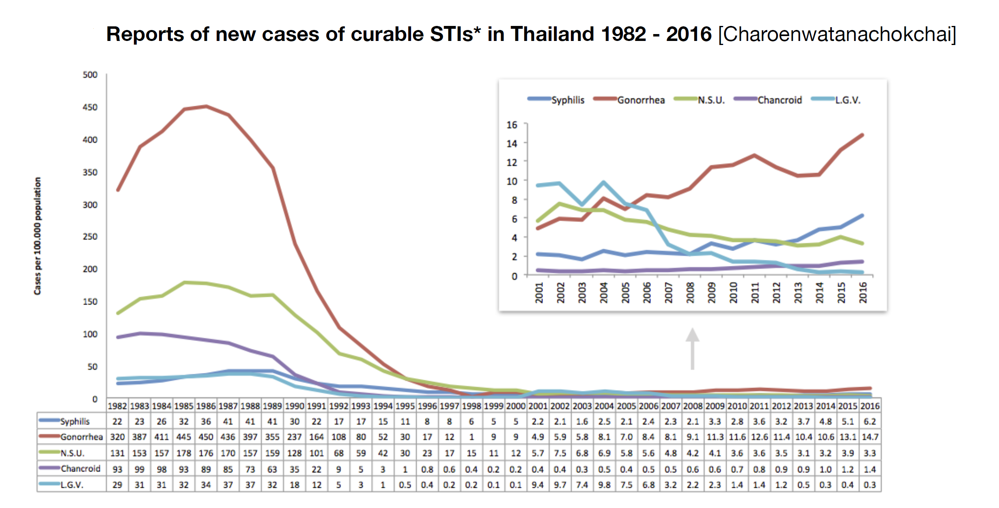 Reports of new cases of curable STIs* in Thailand 1982 - 2016 [Charoenwatanachokchai]
Cases per 100.000 population
500
450
400
350
300
250
200
150
100
50
0
Syphilis Gonorrhea N.S.U. Chancroid L.G.V.
16
14
12
10
8
6
4
2
0
2001 2002 2003 2004 2005 2006 2007 2008 2009 2010 2011 2012 2013 2014 2015 2016
1982 1983 1984 1985 1986 1987 1988 1989 1990 1991 1992 1993 1994 1995 1996 1997 1998 1999 2000 2001 2002 2003 2004 2005 2006 2007 2008 2009 2010 2011 2012 2013 2014 2015 2016
Syphilis 22 23 26 32 36 41 41 41 30 22 17 17 15 11 8 8 6 5 5 2.2 2.1 1.6 2.5 2.1 2.4 2.3 2.1 3.3 2.8 3.6 3.2 3.7 4.8 5.1 6.2
Gonorrhea 320 387 411 445 450 436 397 355 237 164 108 80 52 30 17 12 1 9 9 4.9 5.9 5.8 8.1 7.0 8.4 8.1 9.1 11.3 11.6 12.6 11.4 10.4 10.6 13.1 14.7
N.S.U. 131 153 157 178 176 170 157 159 128 101 68 59 42 30 23 17 15 11 12 5.7 7.5 6.8 6.9 5.8 5.6 4.8 4.2 4.1 3.6 3.6 3.5 3.1 3.2 3.9 3.3
Chancroid 93 99 98 93 89 85 73 63 35 22 9 5 3 1 0.8 0.6 0.4 0.2 0.2 0.4 0.4 0.3 0.5 0.4 0.5 0.5 0.6 0.6 0.7 0.8 0.9 0.9 1.0 1.2 1.4
L.G.V. 29 31 31 32 34 37 37 32 18 12 5 3 1 0.5 0.4 0.2 0.2 0.1 0.1 9.4 9.7 7.4 9.8 7.5 6.8 3.2 2.2 2.3 1.4 1.4 1.2 0.5 0.3 0.4 0.3